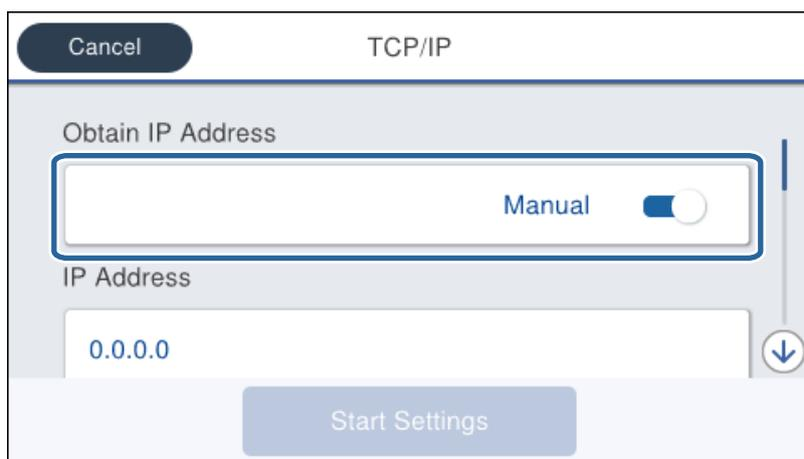 Cancel TCP/IP
Obtain IP Address
Manual
IP Address
0.0.0.0
Start Settings